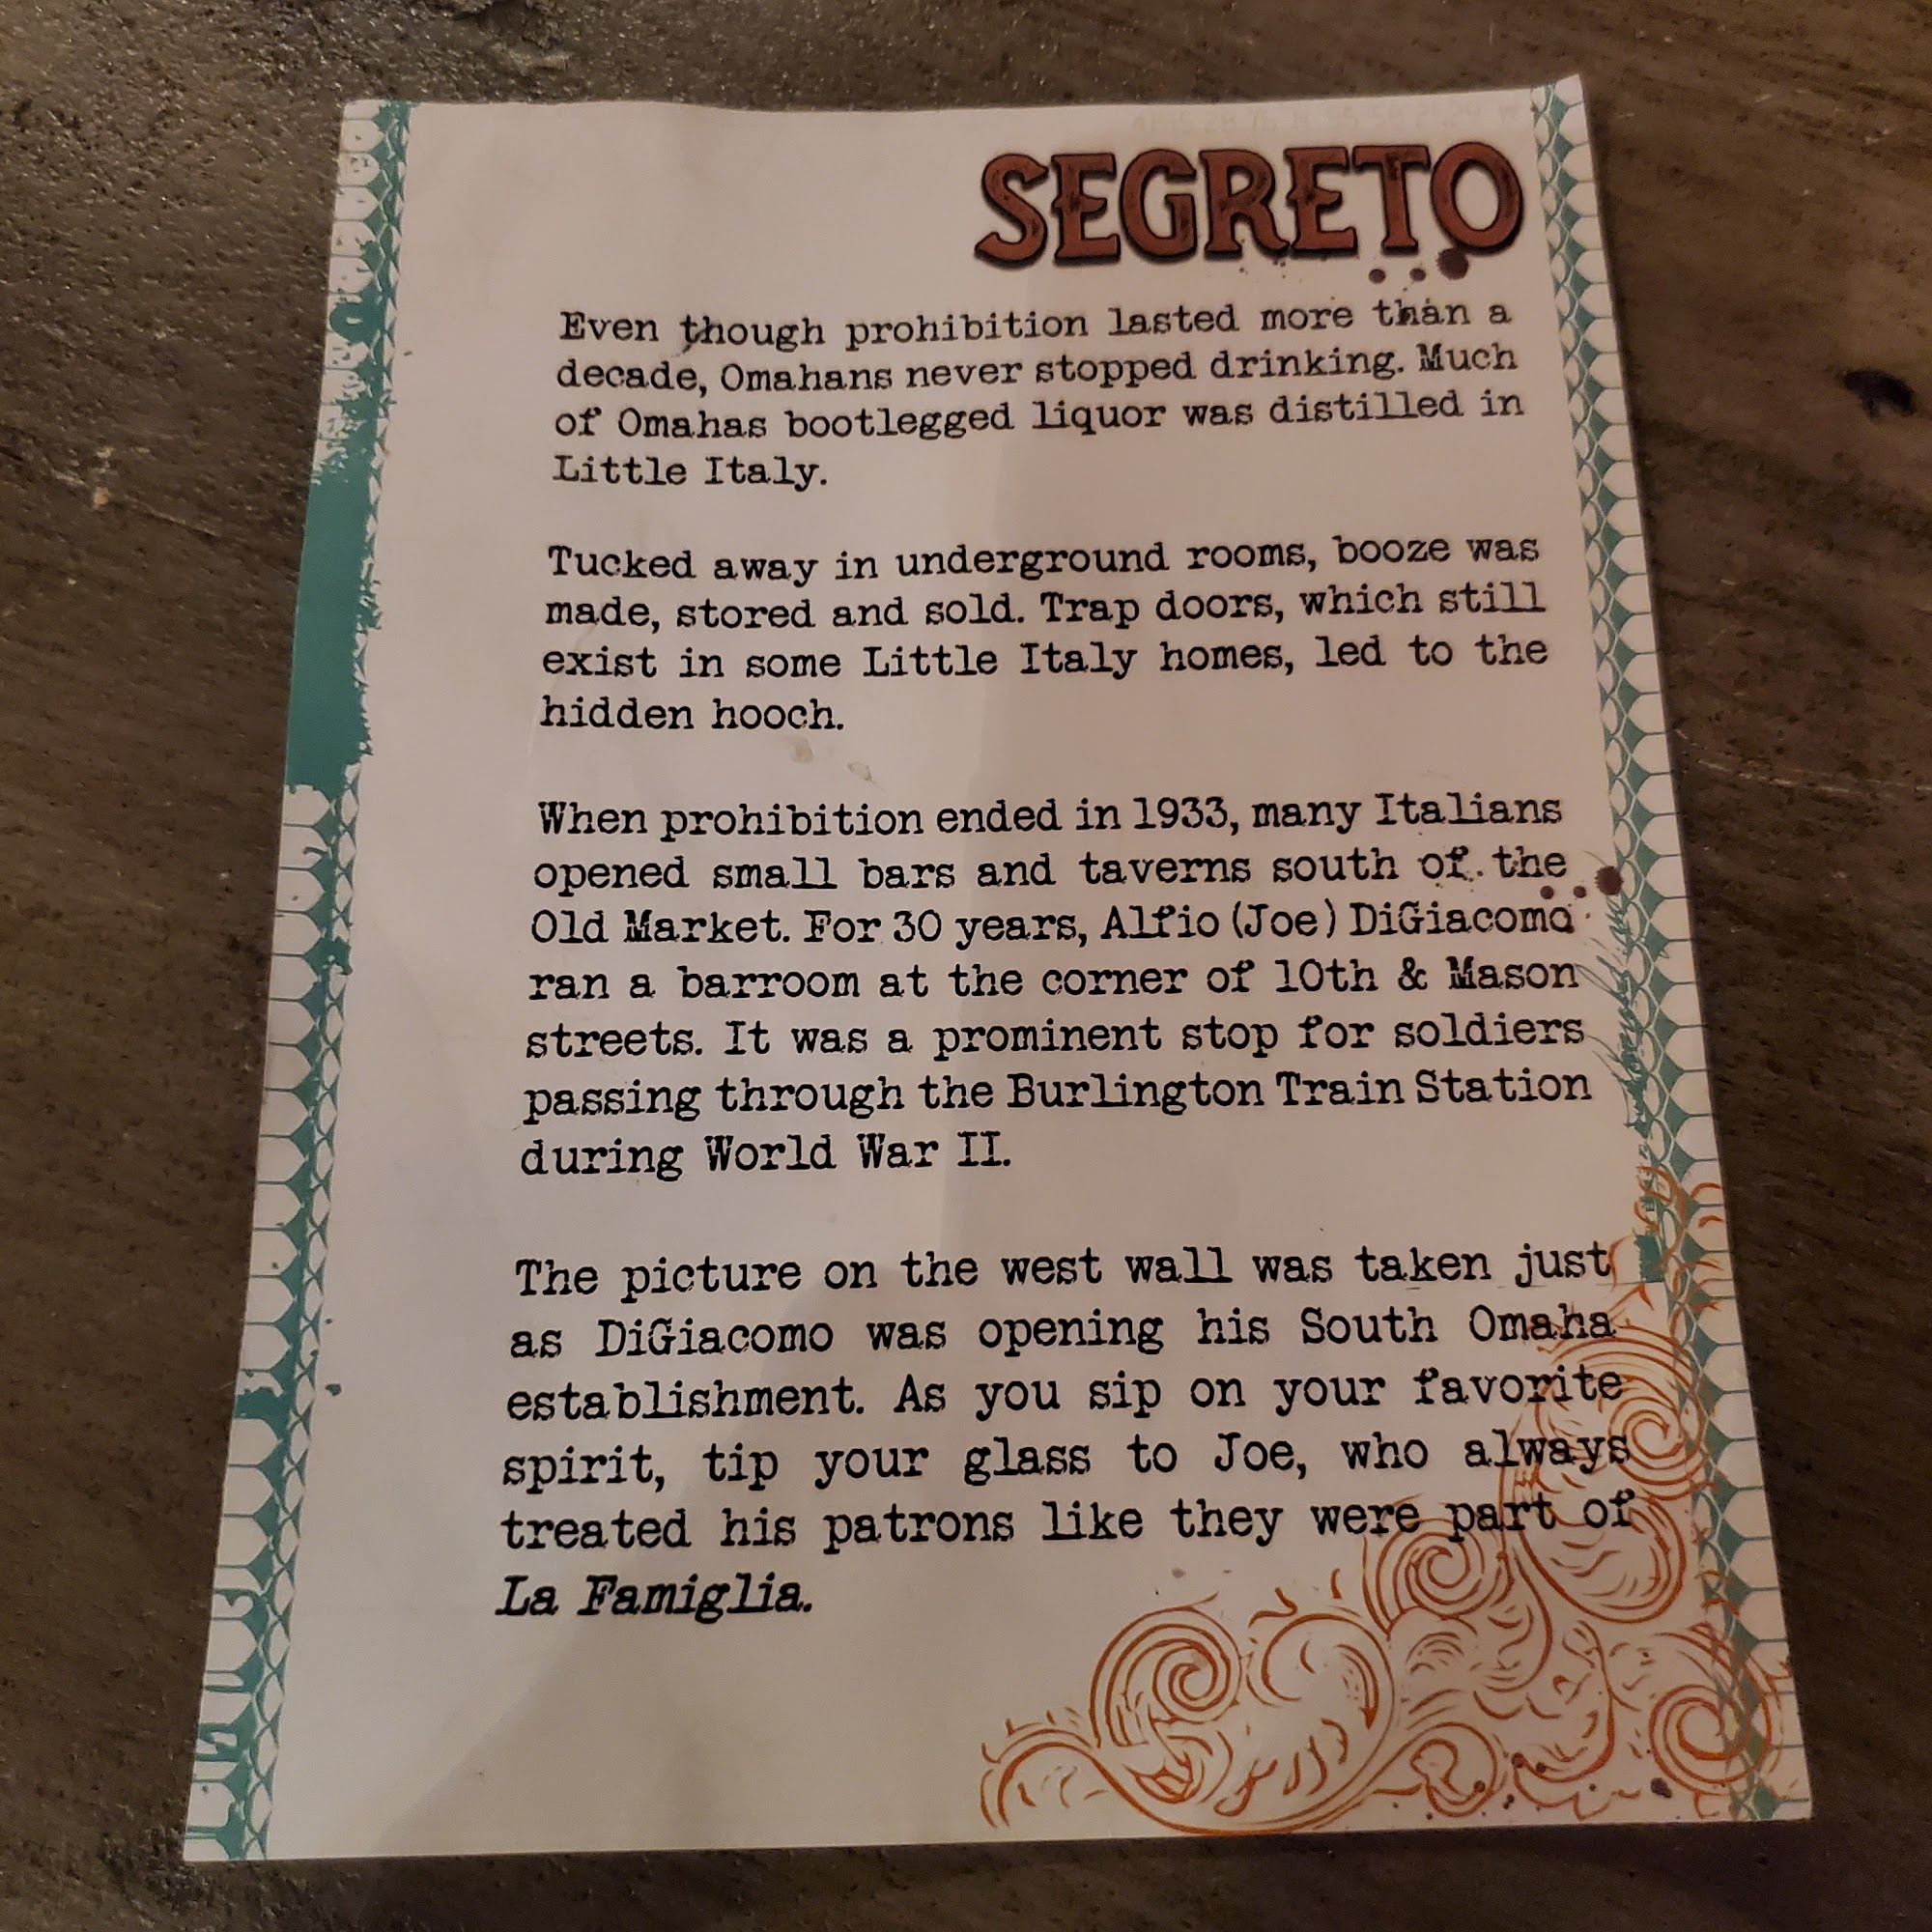 SEGRETO
Even though prohibition lasted more than a
decade, Omahans never stopped drinking. Much
of Omahas bootlegged liquor was distilled in
Little Italy.
Tucked away in underground rooms, booze was
made, stored and sold. Trap doors, which still
exist in some Little Italy homes, led to the
hidden hooch.
When prohibition ended in 1933, many Italians
opened small bars and taverns south of the
Old Market. For 30 years, Alfio (Joe) DiGiacomo
ran a barroom at the corner of 10th & Mason
streets. It was a prominent stop for soldiers
passing through the Burlington Train Station
during World War II.
The picture on the west wall was taken just
as DiGiacomo was opening his South Omaha
establishment. As you sip on your favorite
spirit, tip your glass to Joe, who always
treated his patrons like they were part of
La Famiglia.